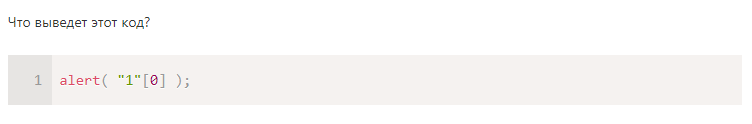 Что выведет этот код?
1 alert( "1"[0] );